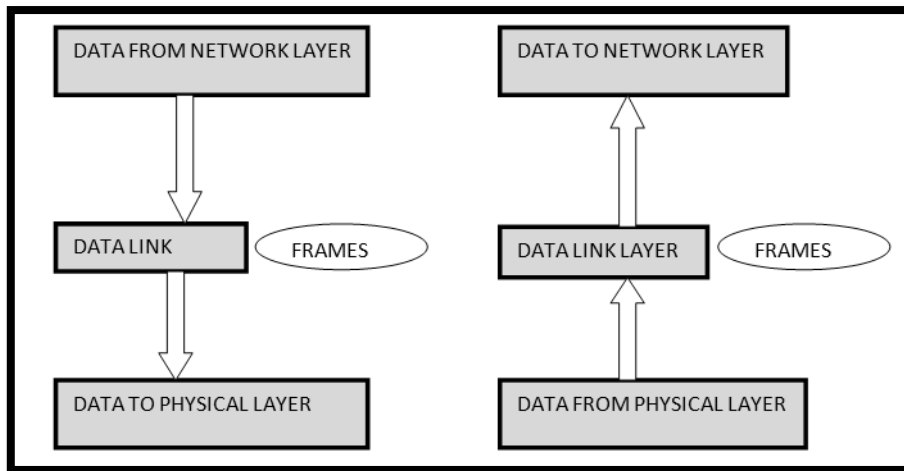 DATA FROM NETWORK LAYER
DATA LINK
FRAMES
DATA TO PHYSICAL LAYER
DATA TO NETWORK LAYER
DATA LINK LAYER
FRAMES
DATA FROM PHYSICAL LAYER